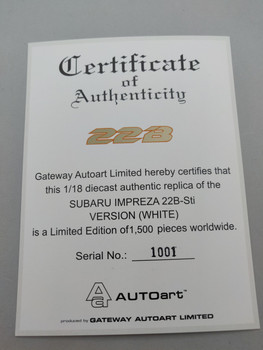 Certificate
of
Authenticity
22B
Gateway Autoart Limited hereby certifies that
this 1/18 diecast authentic replica of the
SUBARU IMPREZA 22B-Sti
VERSION (WHITE)
is a Limited Edition of1,500 pieces worldwide.
Serial No.: 1001
AUTOart™
produced by GATEWAY AUTOART LIMITED